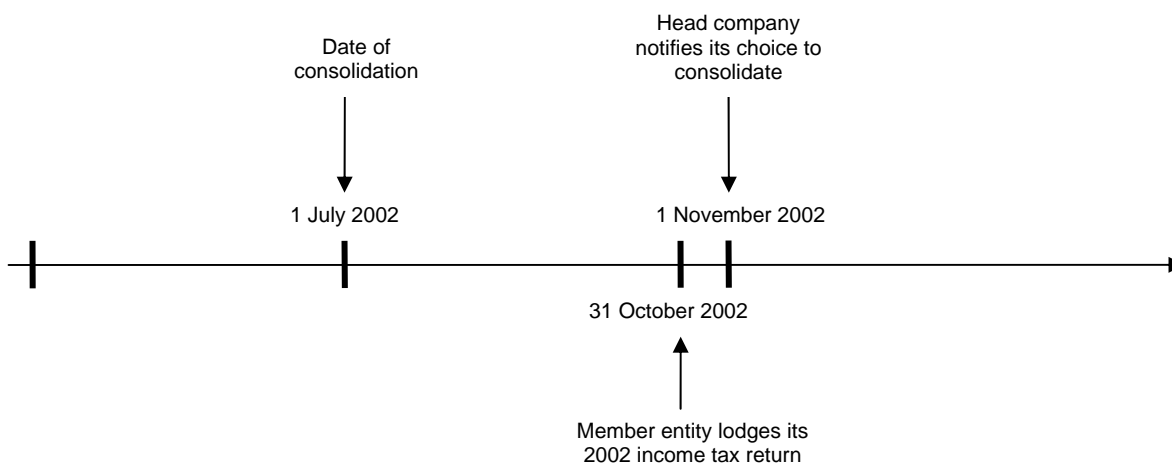 Date of
consolidation
Head company
notifies its choice to
consolidate
1 July 2002
1 November 2002
31 October 2002
Member entity lodges its
2002 income tax return